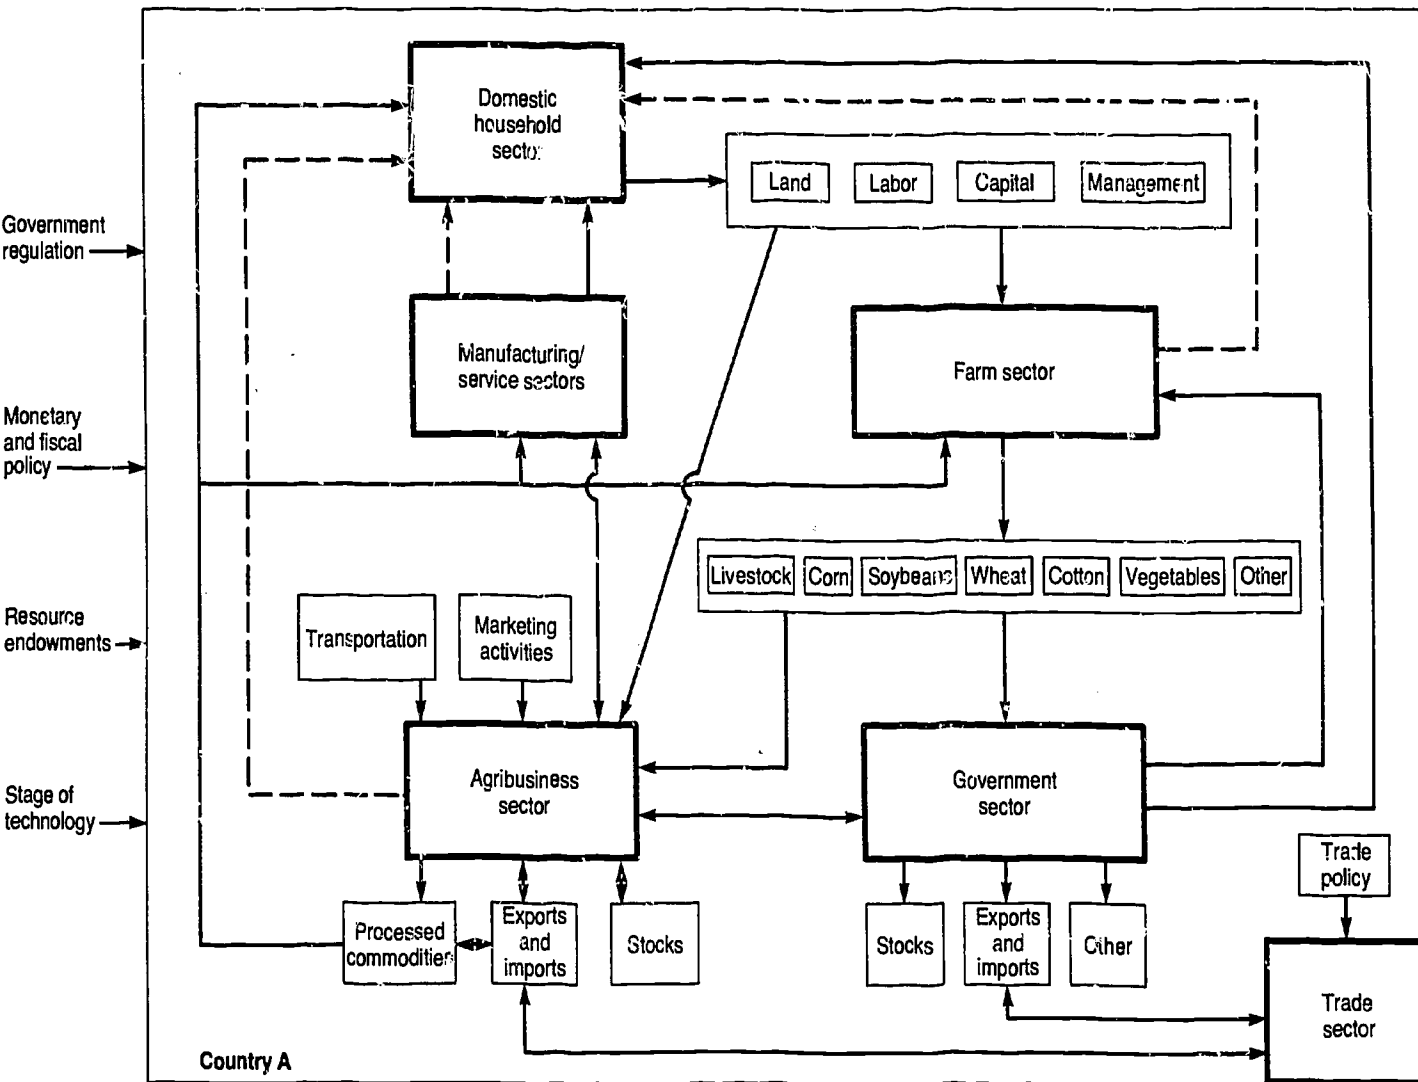 Domestic
household
sector
Land
Labor
Capital
Management
Government
regulation
Manufacturing/
service sectors
Farm sector
Monetary
and fiscal
policy
Livestock
Corn
Soybeans
Wheat
Cotton
Vegetables
Other
Resource
endowments
Transportation
Marketing
activities
Agribusiness
sector
Government
sector
Stage of
technology
Trade
policy
Processed
commodities
Exports
and
imports
Stocks
Stocks
Exports
and
imports
Other
Trade
sector
Country A